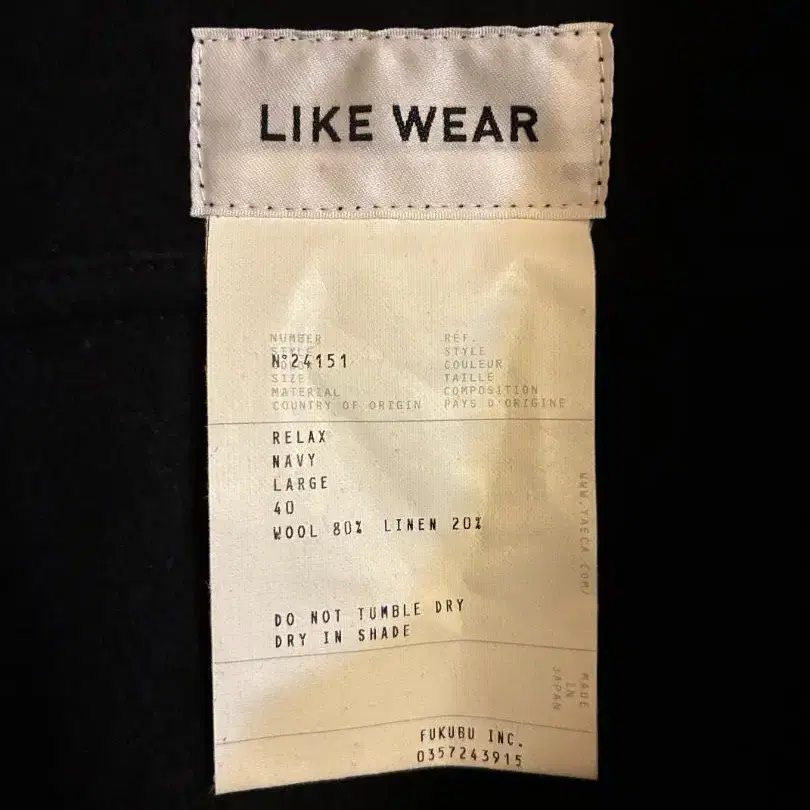 LIKE WEAR
NUMBER REF.
STYLE STYLE
N°24151 COULEUR
SIZE TAILLE
MATERIAL COMPOSITION
COUNTRY OF ORIGIN PAYS D'ORIGINE
RELAX
NAVY
LARGE
40
WOOL 80% LINEN 20%
WWW.YAECA.COM/
DO NOT TUMBLE DRY
DRY IN SHADE
MADE
IN
JAPAN
FUKUBU INC.
0357243915